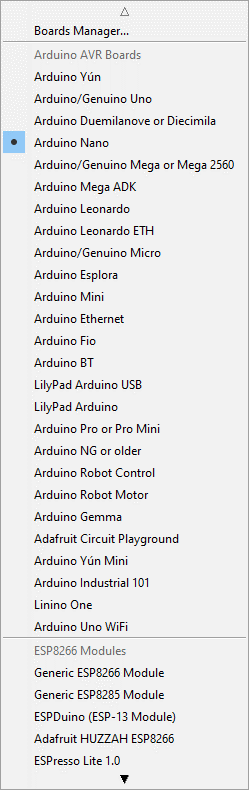 Boards Manager...
Arduino AVR Boards
Arduino Yún
Arduino/Genuino Uno
Arduino Duemilanove or Diecimila
Arduino Nano
Arduino/Genuino Mega or Mega 2560
Arduino Mega ADK
Arduino Leonardo
Arduino Leonardo ETH
Arduino/Genuino Micro
Arduino Esplora
Arduino Mini
Arduino Ethernet
Arduino Fio
Arduino BT
LilyPad Arduino USB
LilyPad Arduino
Arduino Pro or Pro Mini
Arduino NG or older
Arduino Robot Control
Arduino Robot Motor
Arduino Gemma
Adafruit Circuit Playground
Arduino Yún Mini
Arduino Industrial 101
Linino One
Arduino Uno WiFi
ESP8266 Modules
Generic ESP8266 Module
Generic ESP8285 Module
ESPDuino (ESP-13 Module)
Adafruit HUZZAH ESP8266
ESPresso Lite 1.0